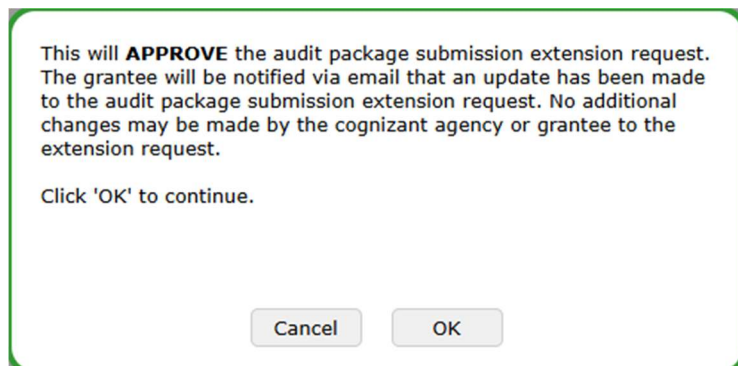 This will APPROVE the audit package submission extension request.
The grantee will be notified via email that an update has been made
to the audit package submission extension request. No additional
changes may be made by the cognizant agency or grantee to the
extension request.
Click 'OK' to continue.
Cancel
OK